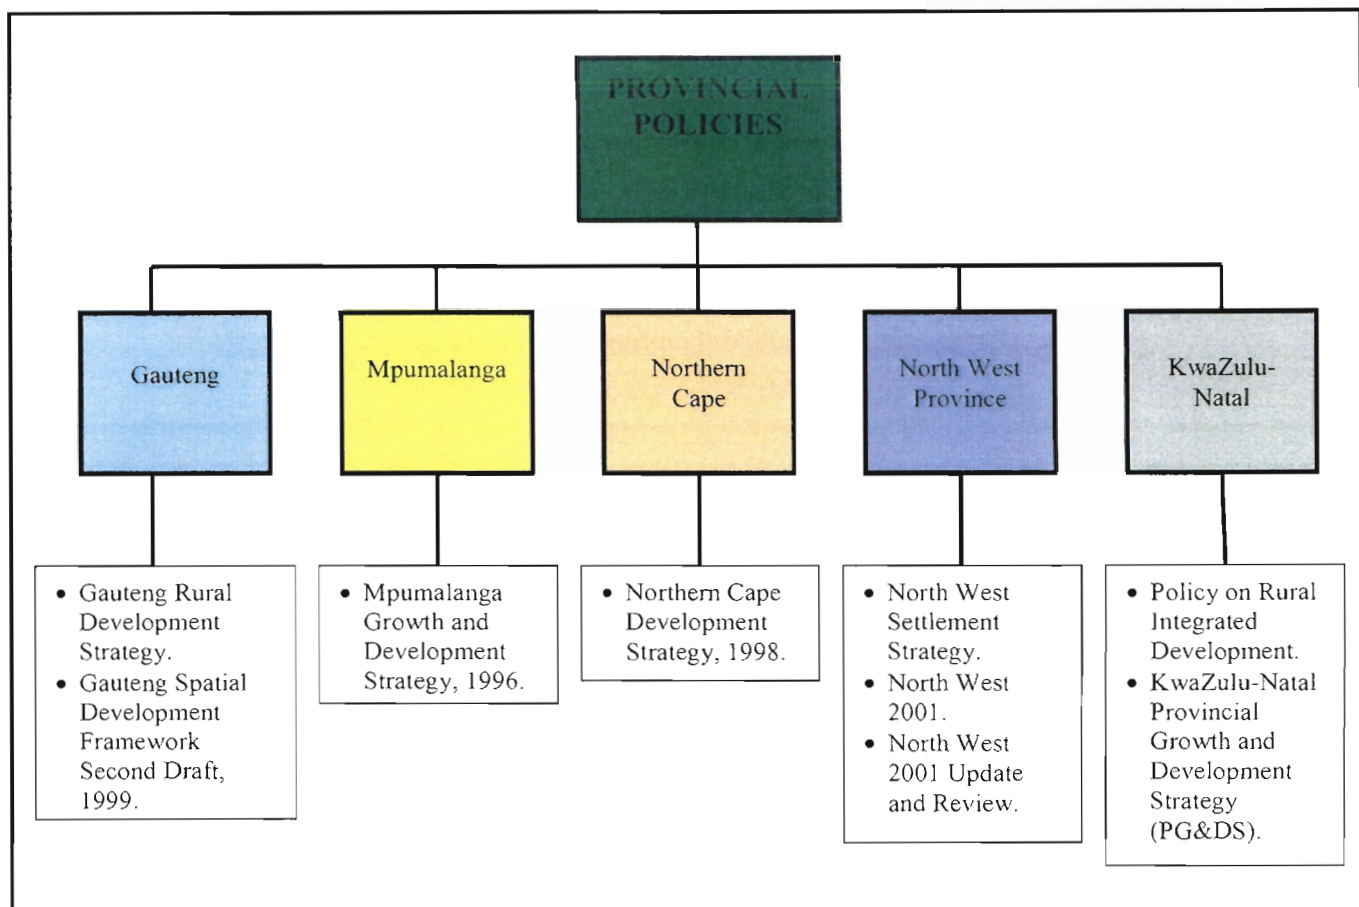 PROVINCIAL
POLICIES
Gauteng
Mpumalanga
Northern
Cape
North West
Province
KwaZulu-
Natal
• Gauteng Rural
Development
Strategy.
• Gauteng Spatial
Development
Framework
Second Draft,
1999.
• Mpumalanga
Growth and
Development
Strategy, 1996.
• Northern Cape
Development
Strategy, 1998.
• North West
Settlement
Strategy.
• North West
2001.
• North West
2001 Update
and Review.
• Policy on Rural
Integrated
Development.
• KwaZulu-Natal
Provincial
Growth and
Development
Strategy
(PG&DS).